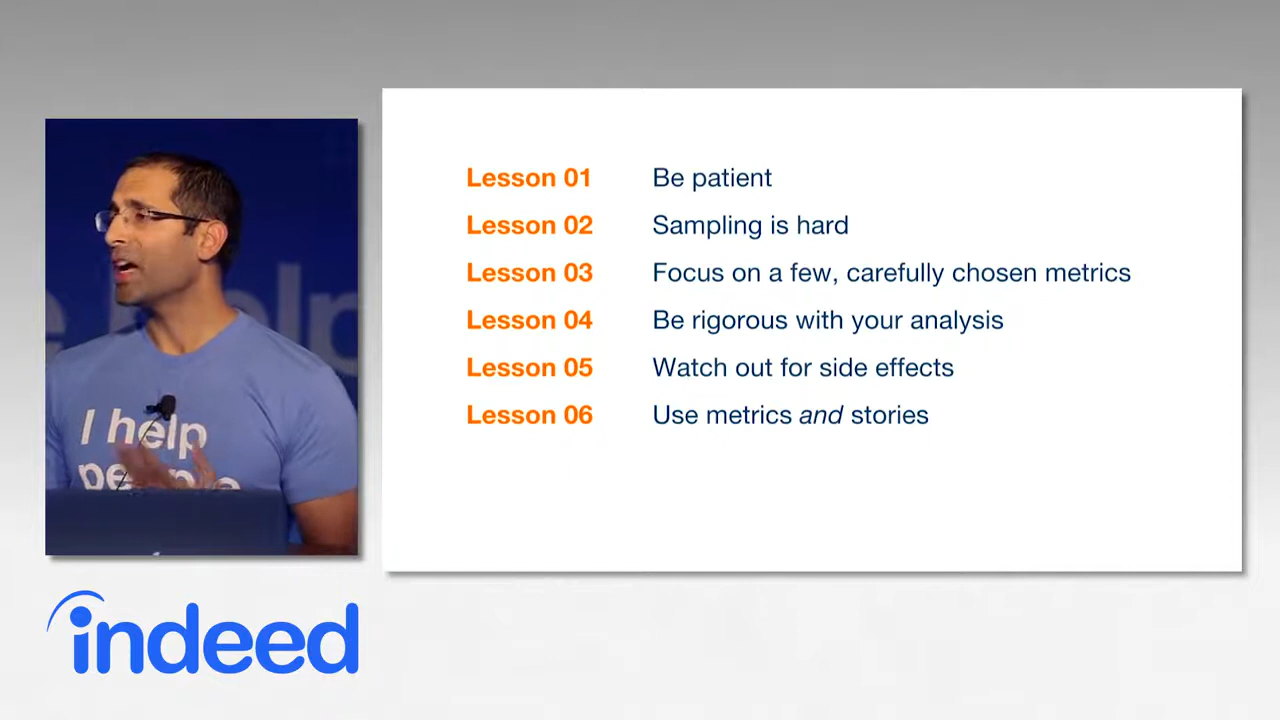 e help
I help
people
indeed
Lesson 01 Be patient
Lesson 02 Sampling is hard
Lesson 03 Focus on a few, carefully chosen metrics
Lesson 04 Be rigorous with your analysis
Lesson 05 Watch out for side effects
Lesson 06 Use metrics and stories